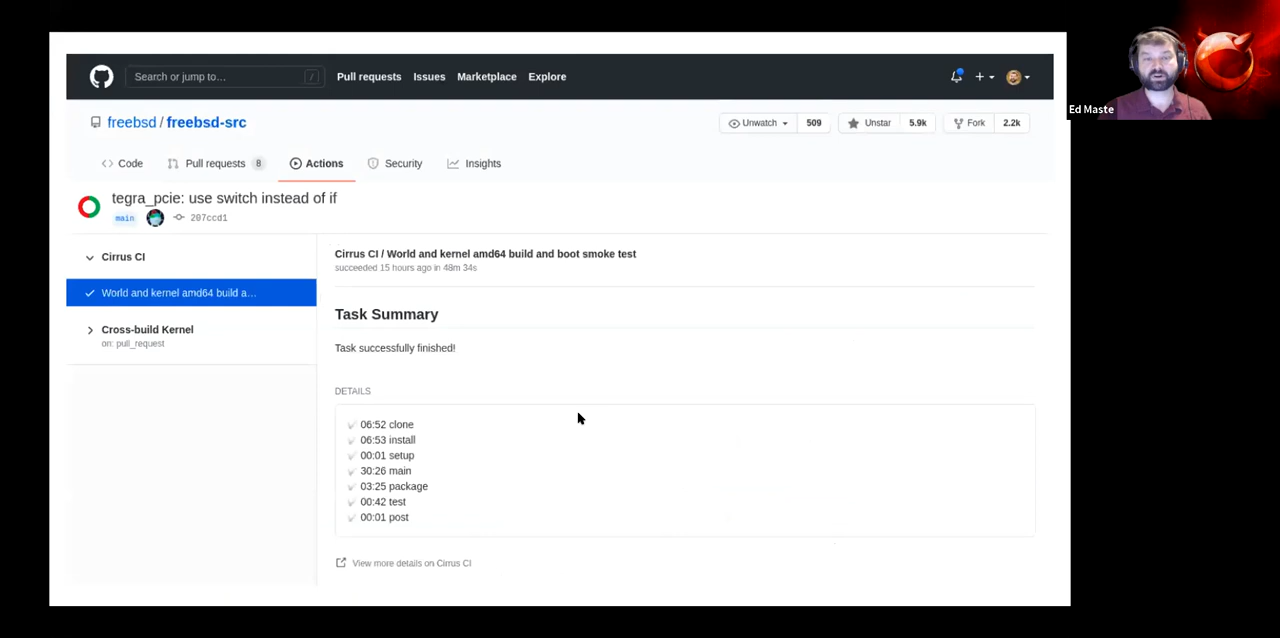 Search or jump to… / Pull requests Issues Marketplace Explore
Ed Maste
freebsd / freebsd-src Unwatch 509 Unstar 5.9k Fork 2.2k
Code Pull requests 8 Actions Security Insights
tegra_pcie: use switch instead of if
main 207ccd1
Cirrus CI
World and kernel amd64 build a…
Cross-build Kernel
on: pull_request
Cirrus CI / World and kernel amd64 build and boot smoke test
succeeded 15 hours ago in 48m 34s
Task Summary
Task successfully finished!
DETAILS
06:52 clone
06:53 install
00:01 setup
30:26 main
03:25 package
00:42 test
00:01 post
View more details on Cirrus CI